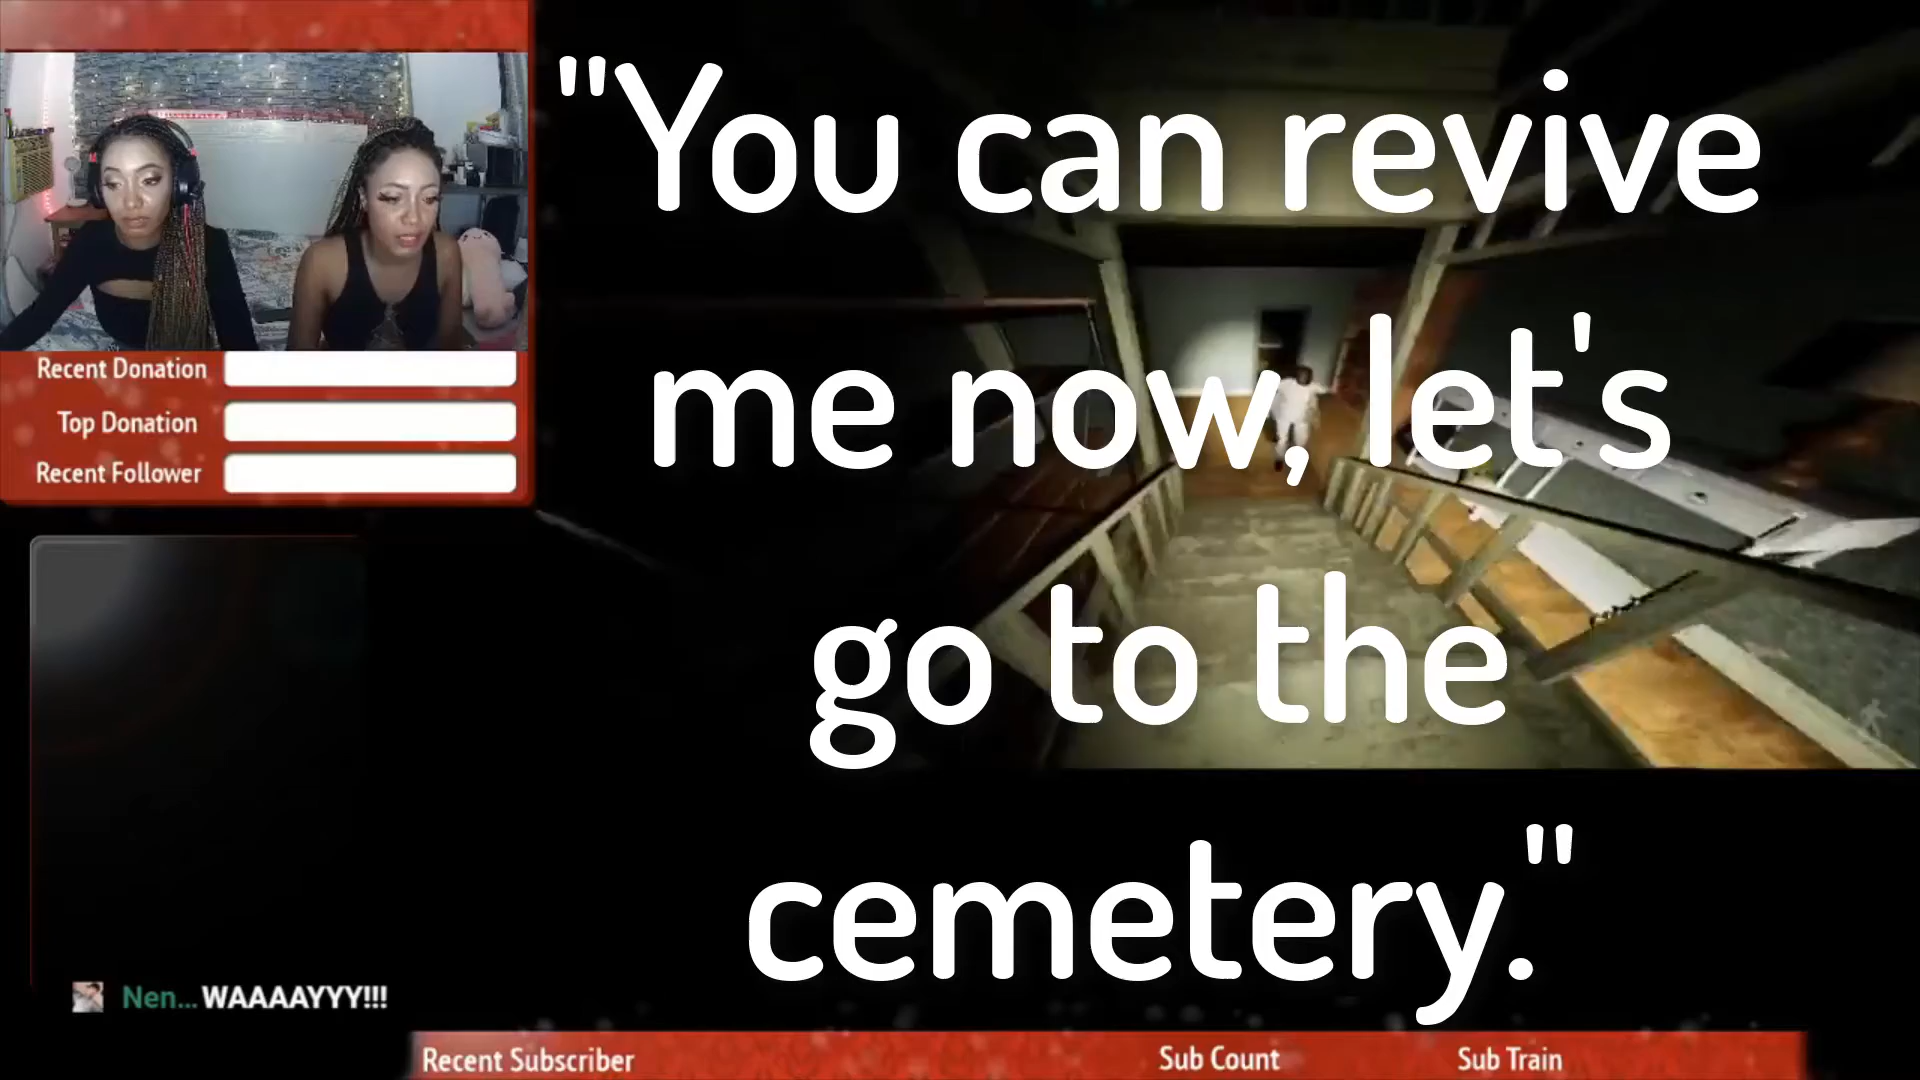 "You can revive
me now, let's
go to the
cemetery."
Recent Donation
Top Donation
Recent Follower
Nen... WAAAAYYY!!!
Recent Subscriber
Sub Count
Sub Train